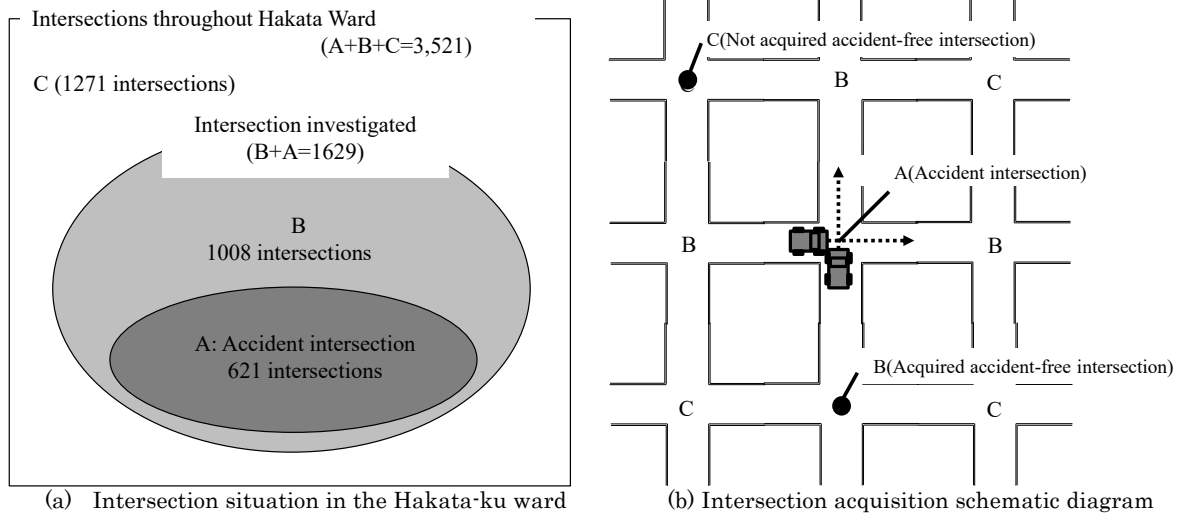 Intersections throughout Hakata Ward
(A+B+C=3,521)
C (1271 intersections)
Intersection investigated
(B+A=1629)
B
1008 intersections
A: Accident intersection
621 intersections
(a) Intersection situation in the Hakata-ku ward
C(Not acquired accident-free intersection)
C
B
C
A(Accident intersection)
B
B
B(Acquired accident-free intersection)
C
C
(b) Intersection acquisition schematic diagram